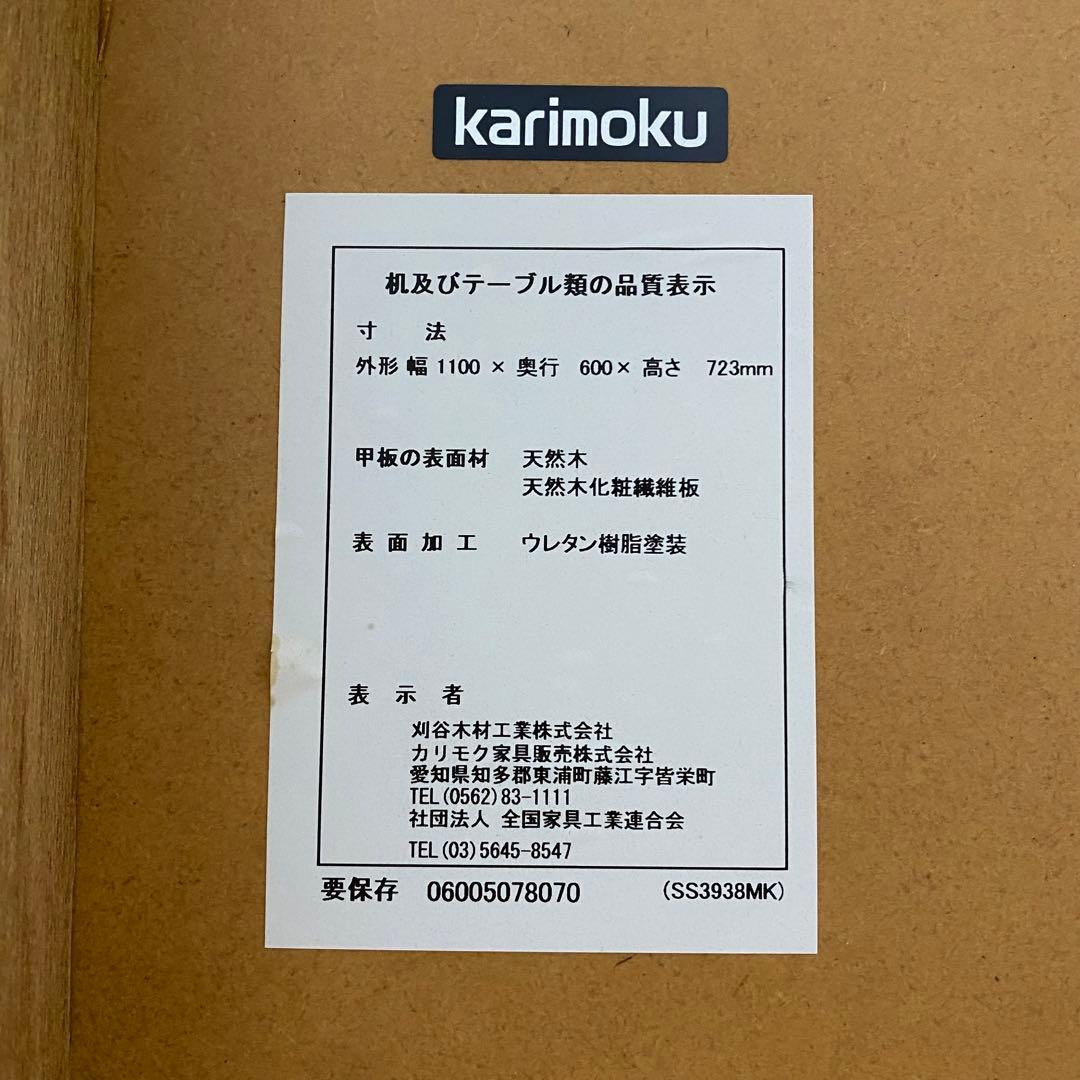 karimoku
机及びテーブル類の品質表示
寸 法
外形 幅 1100 × 奥行 600× 高さ 723mm
甲板の表面材 天然木
天然木化粧繊維板
表面加工 ウレタン樹脂塗装
表示者
刈谷木材工業株式会社
カリモク家具販売株式会社
愛知県知多郡東浦町藤江字皆栄町
TEL(0562)83-1111
社団法人 全国家具工業連合会
TEL(03)5645-8547
要保存 06005078070 (SS3938MK)